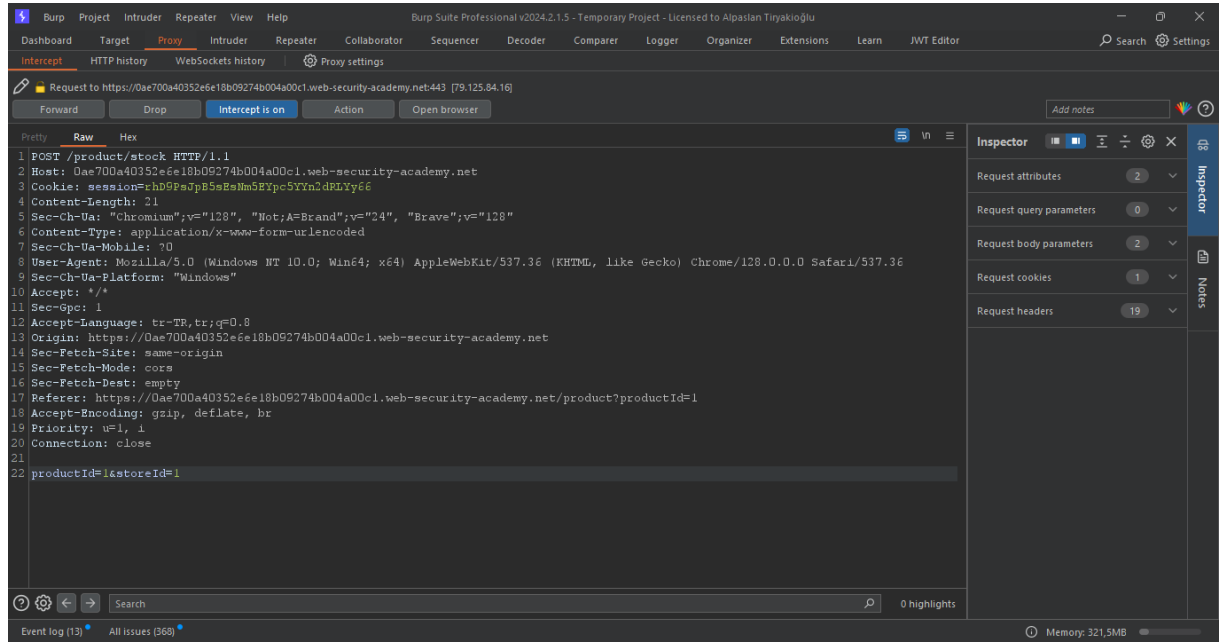 Burp Project Intruder Repeater View Help Burp Suite Professional v2024.2.1.5 - Temporary Project - Licensed to Alpaslan Tiryakioğlu
Dashboard Target Proxy Intruder Repeater Collaborator Sequencer Decoder Comparer Logger Organizer Extensions Learn JWT Editor Search Settings
Intercept HTTP history WebSockets history Proxy settings
Request to https://0ae700a40352e6e18b09274b004a00c1.web-security-academy.net:443 [79.125.84.16]
Forward Drop Intercept is on Action Open browser Add notes
Pretty Raw Hex \n
Inspector
1 POST /product/stock HTTP/1.1
2 Host: 0ae700a40352e6e18b09274b004a00c1.web-security-academy.net
3 Cookie: session=rhD9PsJpB5sEsNm5EYpc5YYn2dRLYy66
4 Content-Length: 21
5 Sec-Ch-Ua: "Chromium";v="128", "Not;A=Brand";v="24", "Brave";v="128"
6 Content-Type: application/x-www-form-urlencoded
7 Sec-Ch-Ua-Mobile: ?0
8 User-Agent: Mozilla/5.0 (Windows NT 10.0; Win64; x64) AppleWebKit/537.36 (KHTML, like Gecko) Chrome/128.0.0.0 Safari/537.36
9 Sec-Ch-Ua-Platform: "Windows"
10 Accept: */*
11 Sec-Gpc: 1
12 Accept-Language: tr-TR,tr;q=0.8
13 Origin: https://0ae700a40352e6e18b09274b004a00c1.web-security-academy.net
14 Sec-Fetch-Site: same-origin
15 Sec-Fetch-Mode: cors
16 Sec-Fetch-Dest: empty
17 Referer: https://0ae700a40352e6e18b09274b004a00c1.web-security-academy.net/product?productId=1
18 Accept-Encoding: gzip, deflate, br
19 Priority: u=1, i
20 Connection: close
21
22 productId=1&storeId=1
Request attributes 2
Request query parameters 0
Request body parameters 2
Request cookies 1
Request headers 19
Inspector
Notes
Search 0 highlights
Event log (13) All issues (368) Memory: 321,5MB